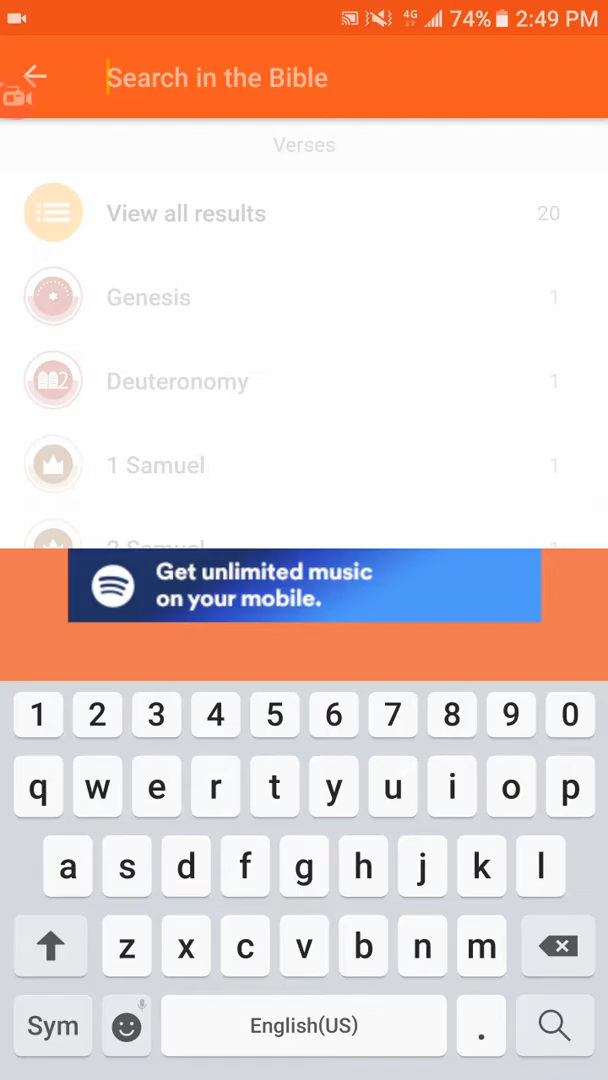 4G 74% 2:49 PM
Search in the Bible
Verses
View all results 20
Genesis 1
Deuteronomy 1
1 Samuel 1
2 Samuel 1
Get unlimited music
on your mobile.
1 2 3 4 5 6 7 8 9 0
q w e r t y u i o p
a s d f g h j k l
z x c v b n m
Sym English(US) .